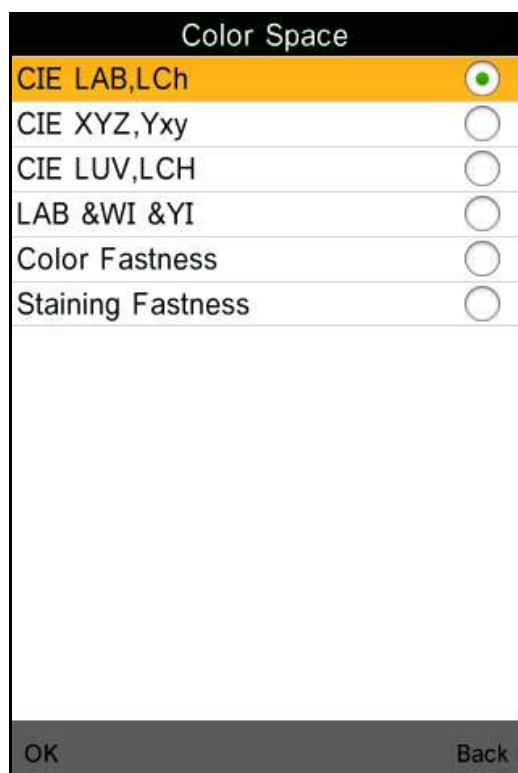 Color Space
CIE LAB,LCh
CIE XYZ,Yxy
CIE LUV,LCH
LAB &WI &YI
Color Fastness
Staining Fastness
OK Back